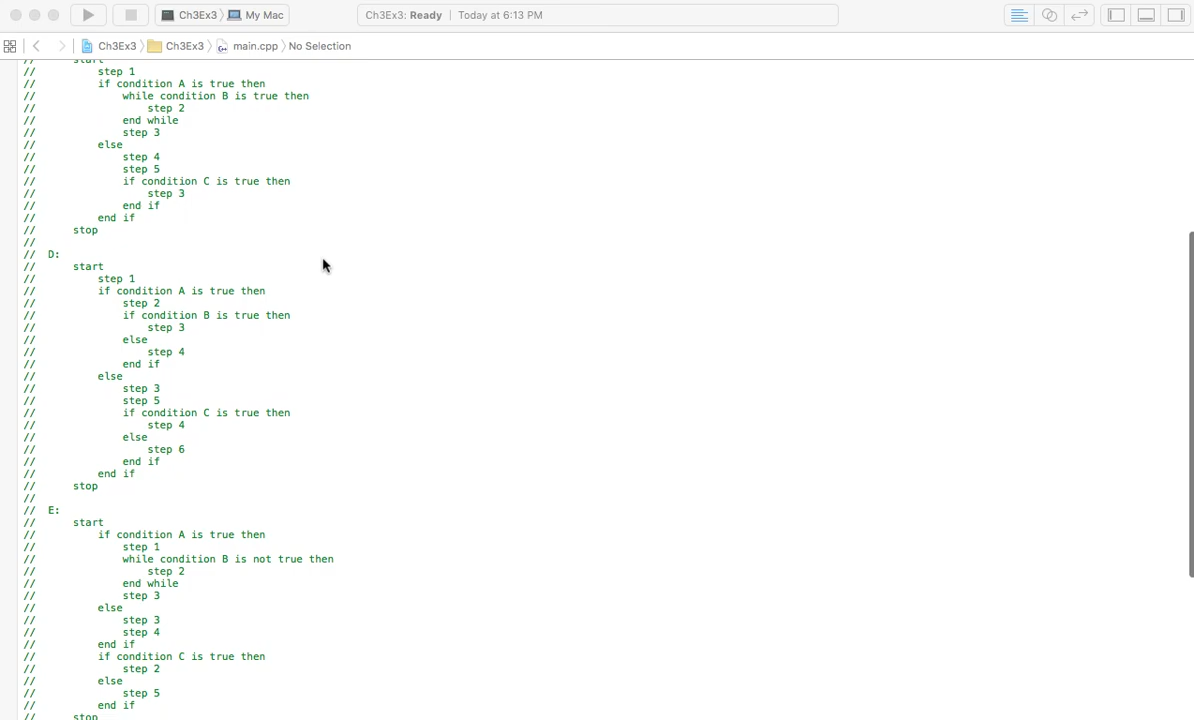 Ch3Ex3 〉 My Mac
Ch3Ex3: Ready | Today at 6:13 PM
Ch3Ex3 〉 Ch3Ex3 〉 main.cpp 〉 No Selection
//      start
//          step 1
//          if condition A is true then
//              while condition B is true then
//                  step 2
//              end while
//              step 3
//          else
//              step 4
//              step 5
//              if condition C is true then
//                  step 3
//              end if
//          end if
//      stop
//
//  D:
//      start
//          step 1
//          if condition A is true then
//              step 2
//              if condition B is true then
//                  step 3
//              else
//                  step 4
//              end if
//          else
//              step 3
//              step 5
//              if condition C is true then
//                  step 4
//              else
//                  step 6
//              end if
//          end if
//      stop
//
//  E:
//      start
//          if condition A is true then
//              step 1
//              while condition B is not true then
//                  step 2
//              end while
//              step 3
//          else
//              step 3
//              step 4
//          end if
//          if condition C is true then
//              step 2
//          else
//              step 5
//          end if
//      stop